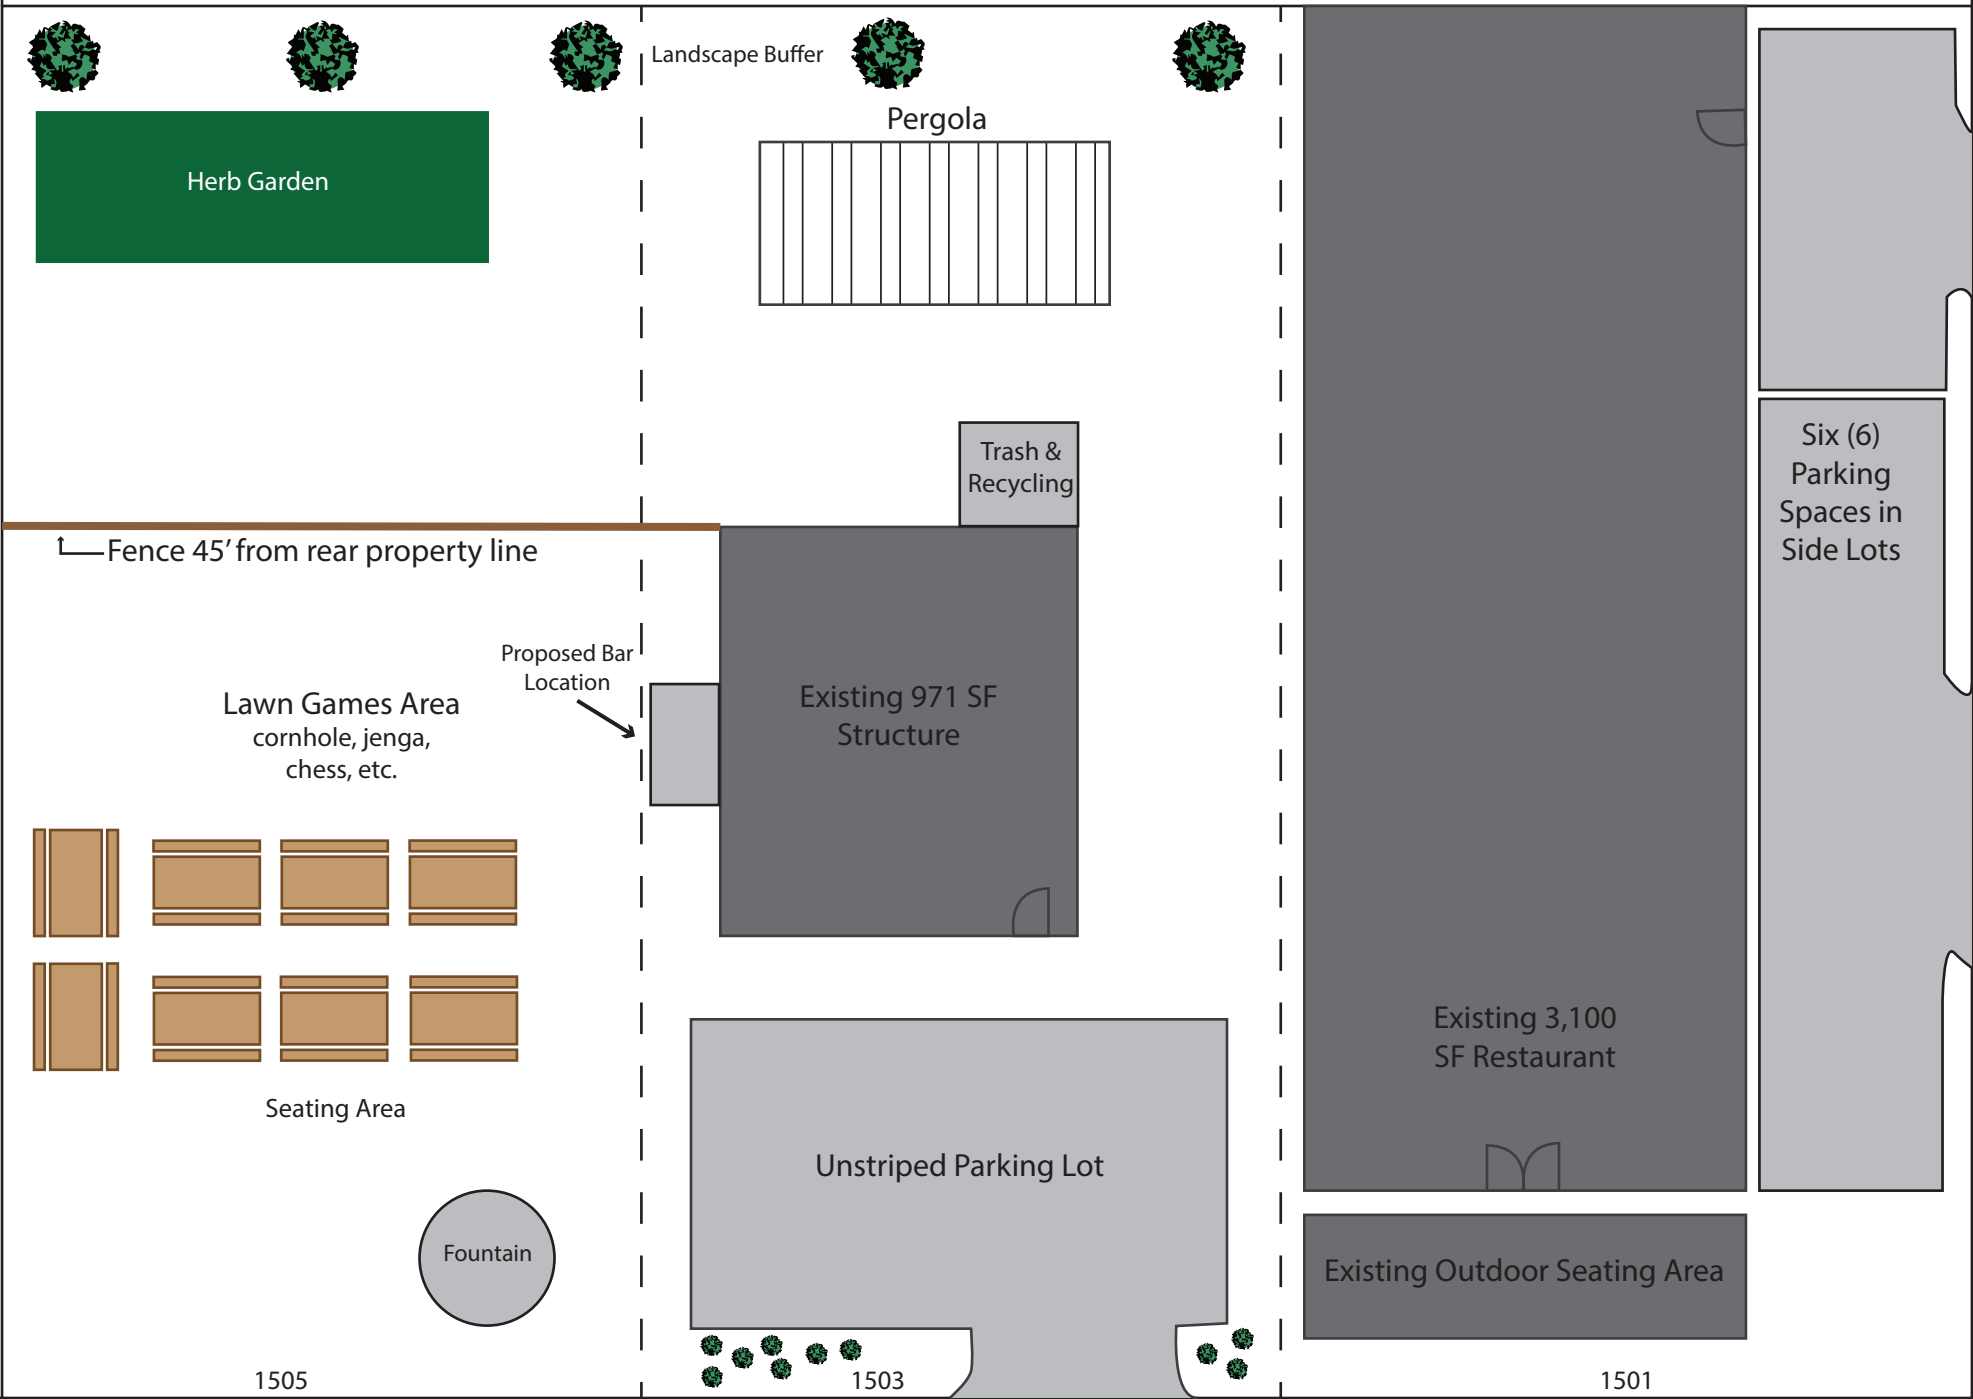 Landscape Buffer
Pergola
Herb Garden
Trash &
Recycling
Six (6)
Parking
Spaces in
Side Lots
Fence 45' from rear property line
Proposed Bar
Location
Lawn Games Area
cornhole, jenga,
chess, etc.
Existing 971 SF
Structure
Existing 3,100
SF Restaurant
Seating Area
Unstriped Parking Lot
Fountain
Existing Outdoor Seating Area
1505
1503
1501